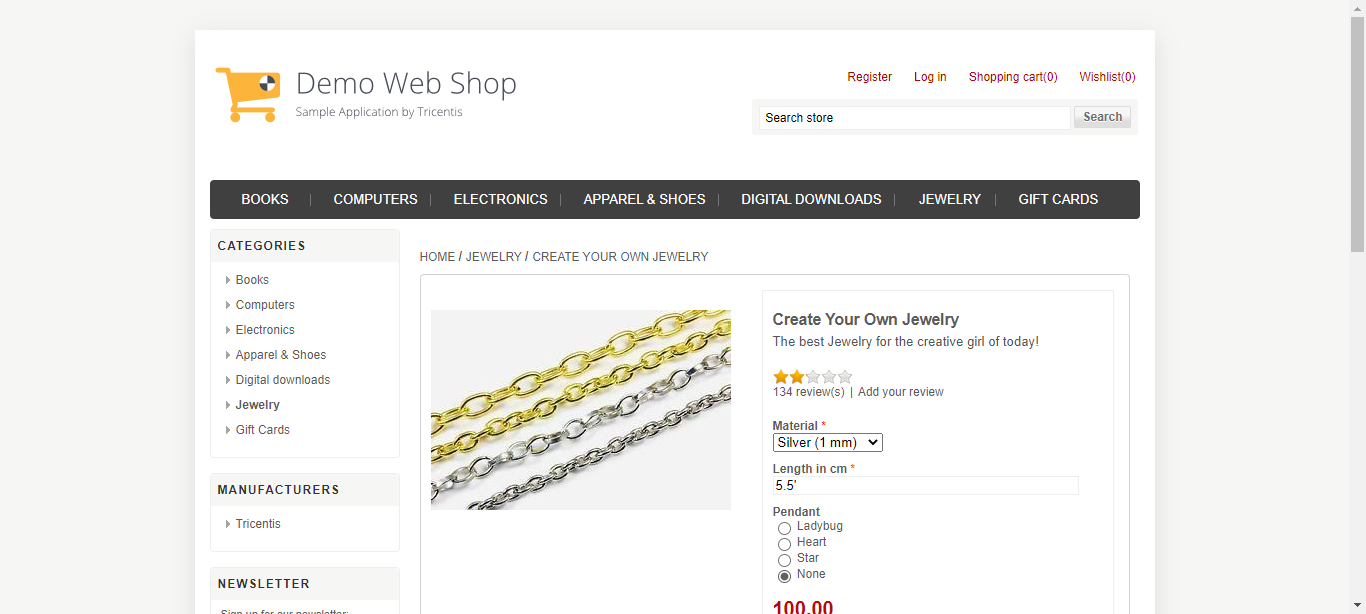 Demo Web Shop
Sample Application by Tricentis
Register Log in Shopping cart(0) Wishlist(0)
Search store Search
BOOKS | COMPUTERS | ELECTRONICS | APPAREL & SHOES | DIGITAL DOWNLOADS | JEWELRY | GIFT CARDS
CATEGORIES
Books
Computers
Electronics
Apparel & Shoes
Digital downloads
Jewelry
Gift Cards
MANUFACTURERS
Tricentis
NEWSLETTER
Sign up for our newsletter:
HOME / JEWELRY / CREATE YOUR OWN JEWELRY
Create Your Own Jewelry
The best Jewelry for the creative girl of today!
134 review(s) | Add your review
Material *
Silver (1 mm)
Length in cm *
5.5'
Pendant
Ladybug
Heart
Star
None
100.00